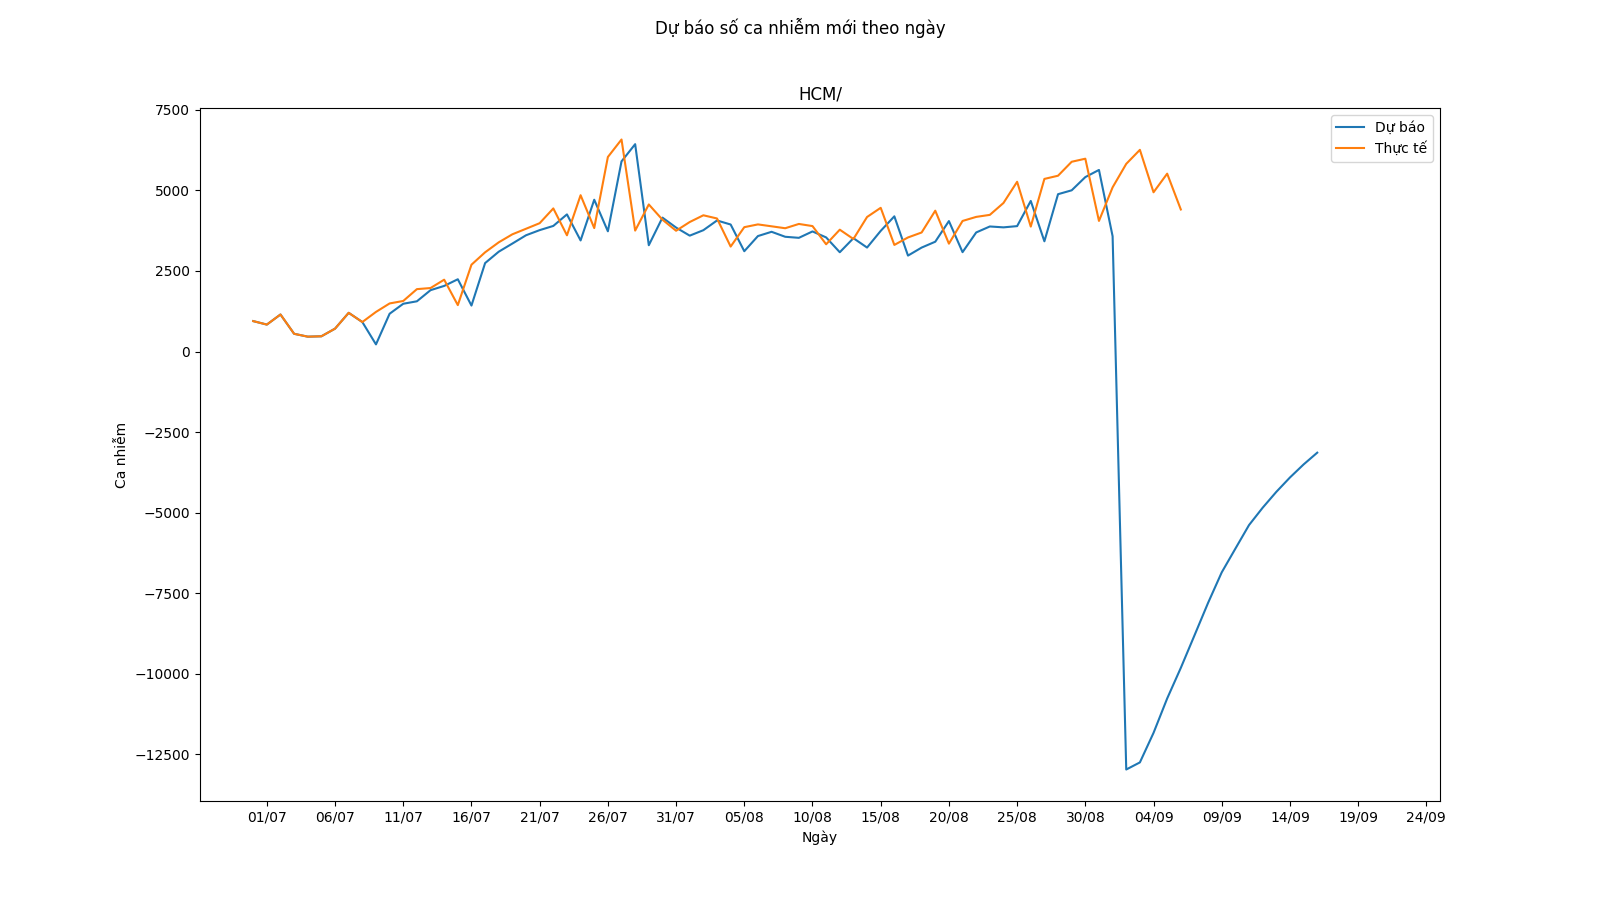 Dự báo số ca nhiễm mới theo ngày
HCM/
Dự báo
Thực tế
7500
5000
2500
0
−2500
−5000
−7500
−10000
−12500
Ca nhiễm
01/07 06/07 11/07 16/07 21/07 26/07 31/07 05/08 10/08 15/08 20/08 25/08 30/08 04/09 09/09 14/09 19/09 24/09
Ngày